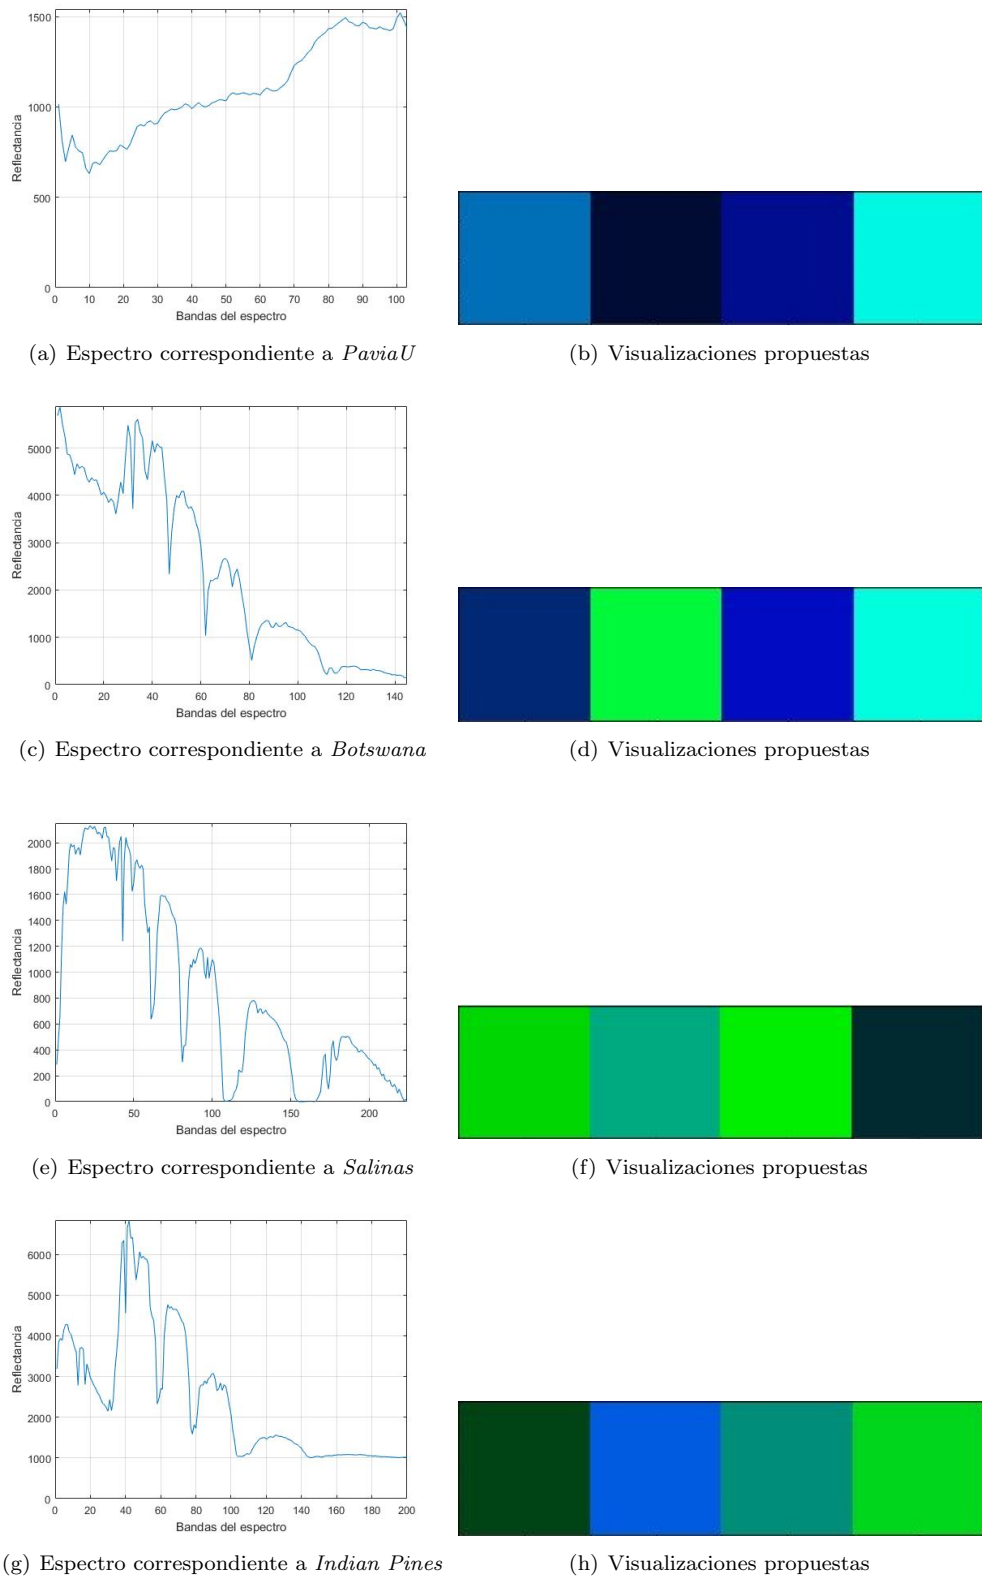 1500
1000
500
0
Reflectancia
0 10 20 30 40 50 60 70 80 90 100
Bandas del espectro
(a) Espectro correspondiente a PaviaU
(b) Visualizaciones propuestas
5000
4000
3000
2000
1000
0
Reflectancia
0 20 40 60 80 100 120 140
Bandas del espectro
(c) Espectro correspondiente a Botswana
(d) Visualizaciones propuestas
2000
1800
1600
1400
1200
1000
800
600
400
200
0
Reflectancia
0 50 100 150 200
Bandas del espectro
(e) Espectro correspondiente a Salinas
(f) Visualizaciones propuestas
6000
5000
4000
3000
2000
1000
0
Reflectancia
0 20 40 60 80 100 120 140 160 180 200
Bandas del espectro
(g) Espectro correspondiente a Indian Pines
(h) Visualizaciones propuestas